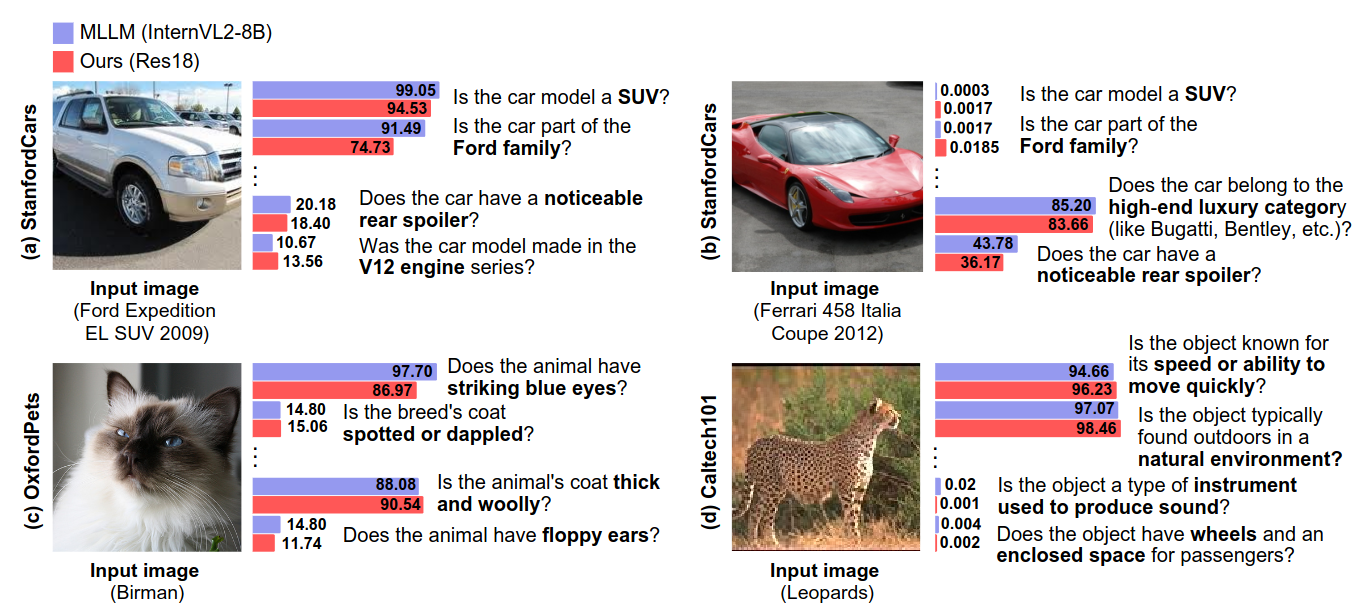 MLLM (InternVL2-8B)
Ours (Res18)
(a) StanfordCars
99.05
94.53
Is the car model a SUV?
91.49
74.73
Is the car part of the
Ford family?
20.18
18.40
Does the car have a noticeable
rear spoiler?
10.67
13.56
Was the car model made in the
V12 engine series?
Input image
(Ford Expedition
EL SUV 2009)
(b) StanfordCars
0.0003
0.0017
Is the car model a SUV?
0.0017
0.0185
Is the car part of the
Ford family?
85.20
83.66
Does the car belong to the
high-end luxury category
(like Bugatti, Bentley, etc.)?
43.78
36.17
Does the car have a
noticeable rear spoiler?
Input image
(Ferrari 458 Italia
Coupe 2012)
(c) OxfordPets
97.70
86.97
Does the animal have
striking blue eyes?
14.80
15.06
Is the breed's coat
spotted or dappled?
88.08
90.54
Is the animal's coat thick
and woolly?
14.80
11.74
Does the animal have floppy ears?
Input image
(Birman)
(d) Caltech101
94.66
96.23
Is the object known for
its speed or ability to
move quickly?
97.07
98.46
Is the object typically
found outdoors in a
natural environment?
0.02
0.001
Is the object a type of instrument
used to produce sound?
0.004
0.002
Does the object have wheels and an
enclosed space for passengers?
Input image
(Leopards)